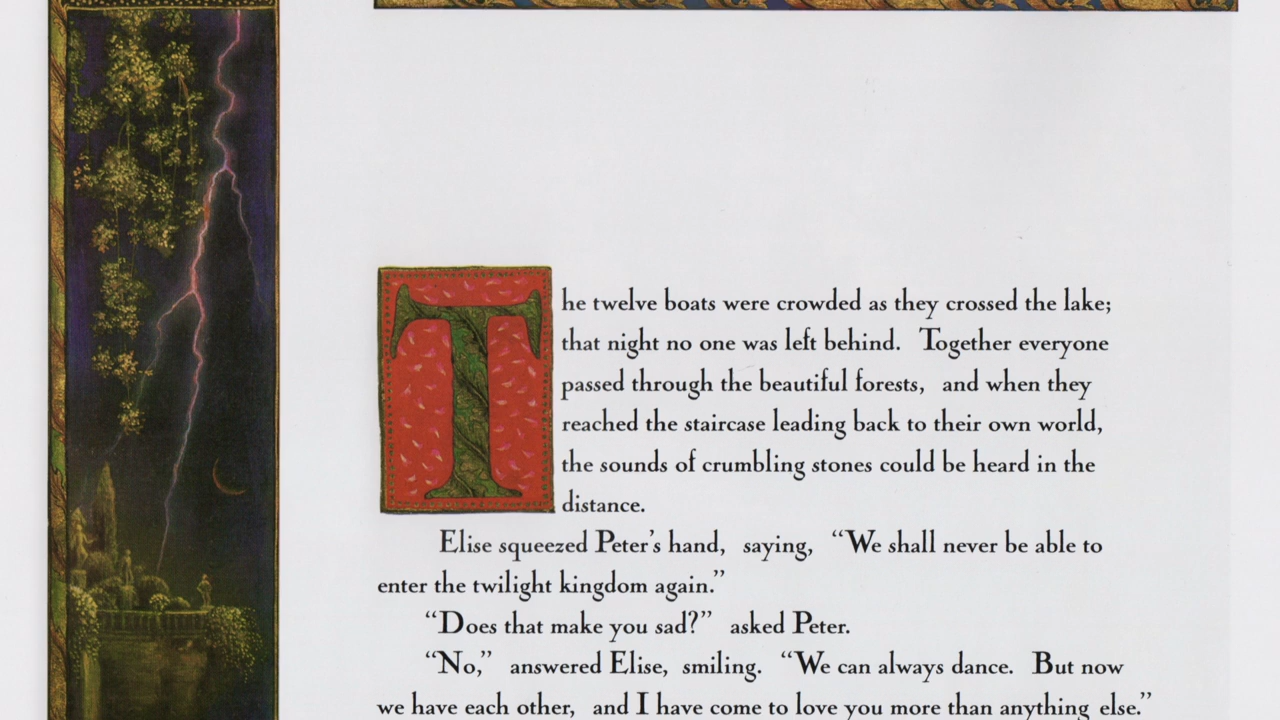 The twelve boats were crowded as they crossed the lake;
that night no one was left behind. Together everyone
passed through the beautiful forests, and when they
reached the staircase leading back to their own world,
the sounds of crumbling stones could be heard in the
distance.
Elise squeezed Peter's hand, saying, “We shall never be able to
enter the twilight kingdom again.”
“Does that make you sad?” asked Peter.
“No,” answered Elise, smiling. “We can always dance. But now
we have each other, and I have come to love you more than anything else.”